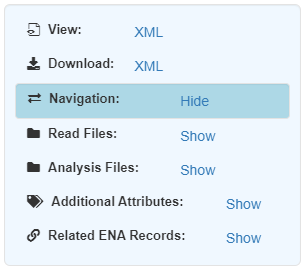 View: XML
Download: XML
Navigation: Hide
Read Files: Show
Analysis Files: Show
Additional Attributes: Show
Related ENA Records: Show